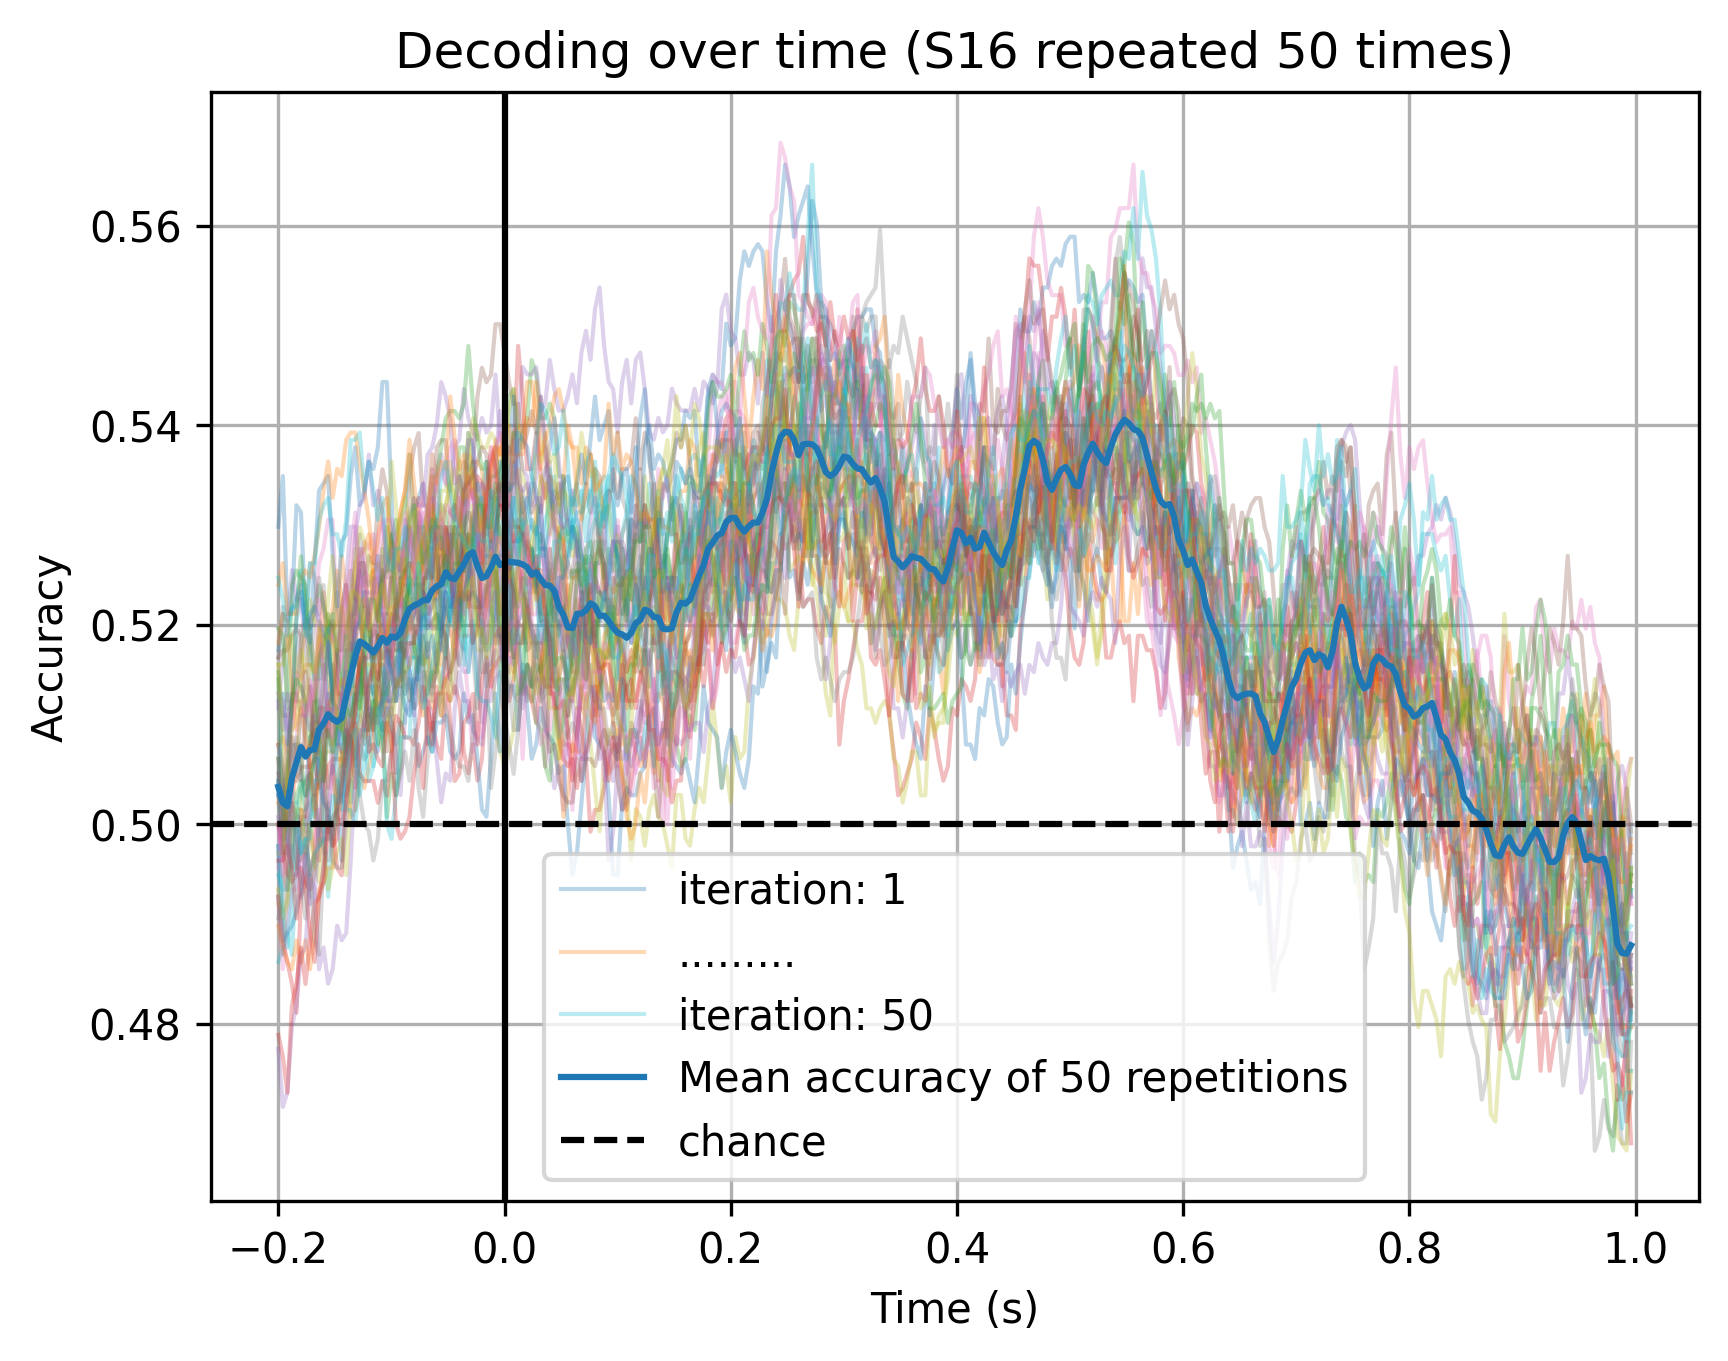 Decoding over time (S16 repeated 50 times)
Accuracy
0.56
0.54
0.52
0.50
0.48
iteration: 1
.........
iteration: 50
Mean accuracy of 50 repetitions
chance
−0.2 0.0 0.2 0.4 0.6 0.8 1.0
Time (s)